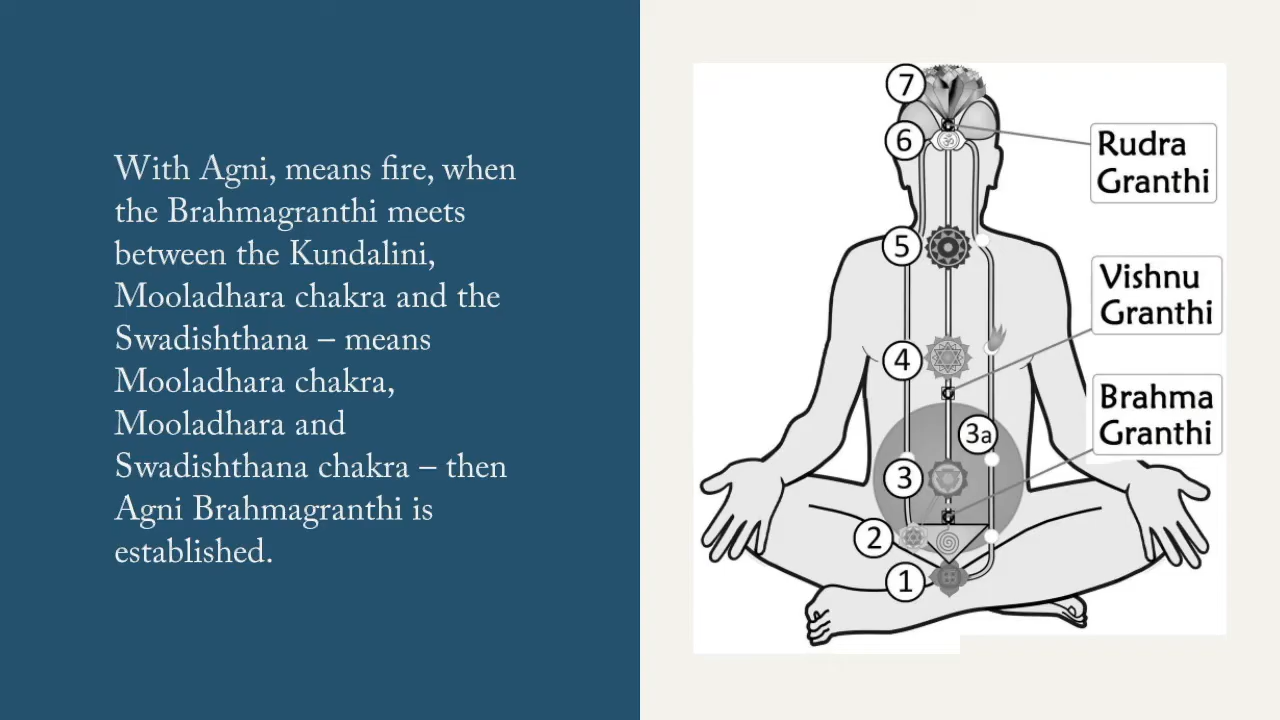 With Agni, means fire, when
the Brahmagranthi meets
between the Kundalini,
Mooladhara chakra and the
Swadishthana – means
Mooladhara chakra,
Mooladhara and
Swadishthana chakra – then
Agni Brahmagranthi is
established.
7
6
Rudra
Granthi
5
Vishnu
Granthi
4
Brahma
Granthi
3a
3
2
1
ॐ